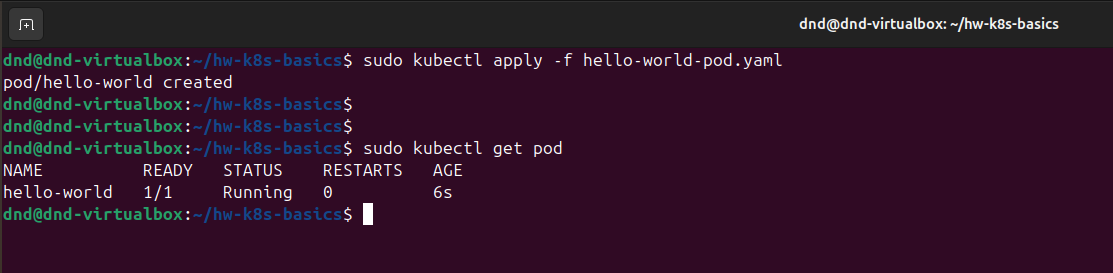 dnd@dnd-virtualbox: ~/hw-k8s-basics
dnd@dnd-virtualbox:~/hw-k8s-basics$ sudo kubectl apply -f hello-world-pod.yaml
pod/hello-world created
dnd@dnd-virtualbox:~/hw-k8s-basics$
dnd@dnd-virtualbox:~/hw-k8s-basics$
dnd@dnd-virtualbox:~/hw-k8s-basics$ sudo kubectl get pod
NAME          READY   STATUS    RESTARTS   AGE
hello-world   1/1     Running   0          6s
dnd@dnd-virtualbox:~/hw-k8s-basics$